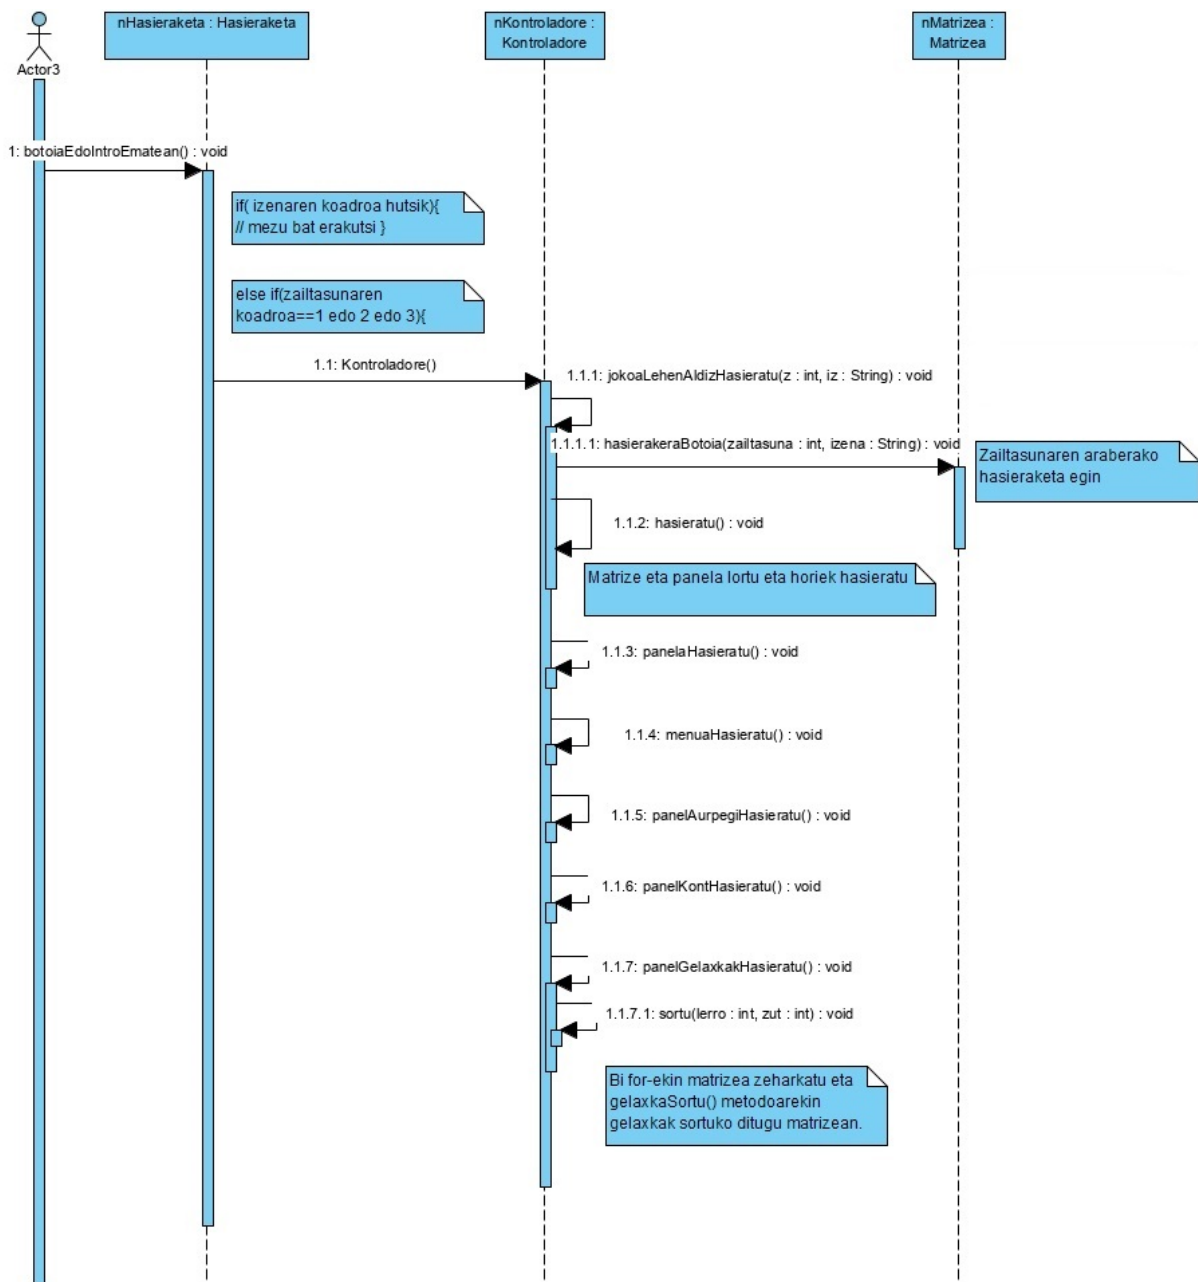 nHasieraketa : Hasieraketa
nKontroladore :
Kontroladore
nMatrizea :
Matrizea
Actor3
1: botoiaEdoIntroEmatean() : void
if( izenaren koadroa hutsik){
// mezu bat erakutsi }
else if(zailtasunaren
koadroa==1 edo 2 edo 3){
1.1: Kontroladore()
1.1.1: jokoaLehenAldizHasieratu(z : int, iz : String) : void
1.1.1.1: hasierakeraBotoia(zailtasuna : int, izena : String) : void
Zailtasunaren araberako
hasieraketa egin
1.1.2: hasieratu() : void
Matrize eta panela lortu eta horiek hasieratu
1.1.3: panelaHasieratu() : void
1.1.4: menuaHasieratu() : void
1.1.5: panelAurpegiHasieratu() : void
1.1.6: panelKontHasieratu() : void
1.1.7: panelGelaxkakHasieratu() : void
1.1.7.1: sortu(lerro : int, zut : int) : void
Bi for-ekin matrizea zeharkatu eta
gelaxkaSortu() metodoarekin
gelaxkak sortuko ditugu matrizean.